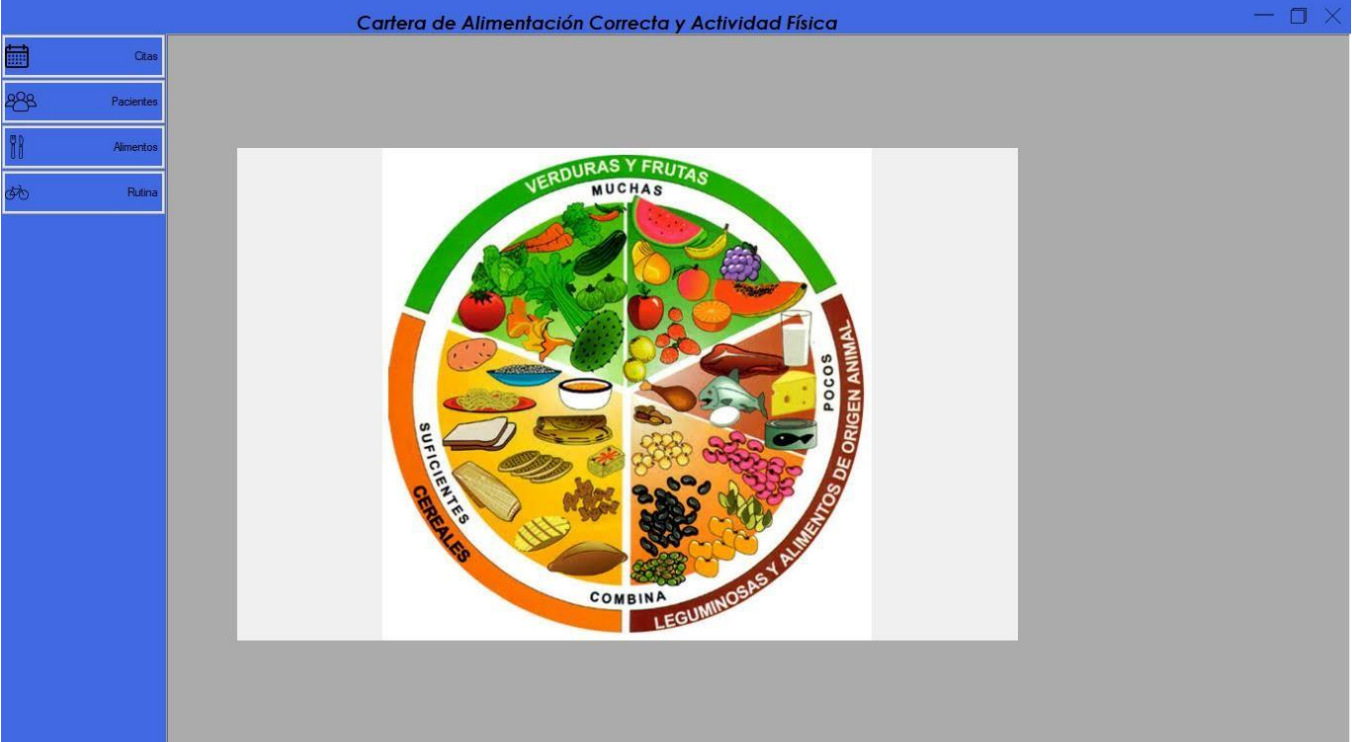 Cartera de Alimentación Correcta y Actividad Física
Citas
Pacientes
Alimentos
Rutina
VERDURAS Y FRUTAS
MUCHAS
POCOS
LEGUMINOSAS Y ALIMENTOS DE ORIGEN ANIMAL
SUFICIENTES
CEREALES
COMBINA